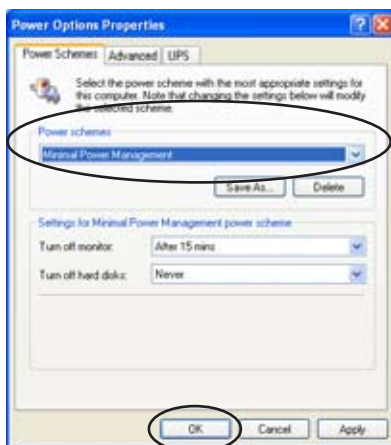 Power Options Properties
Power Schemes Advanced UPS
Select the power scheme with the most appropriate settings for
this computer. Note that changing the settings below will modify
the selected scheme.
Power schemes
Minimal Power Management
Save As... Delete
Settings for Minimal Power Management power scheme
Turn off monitor: After 15 mins
Turn off hard disks: Never
OK Cancel Apply